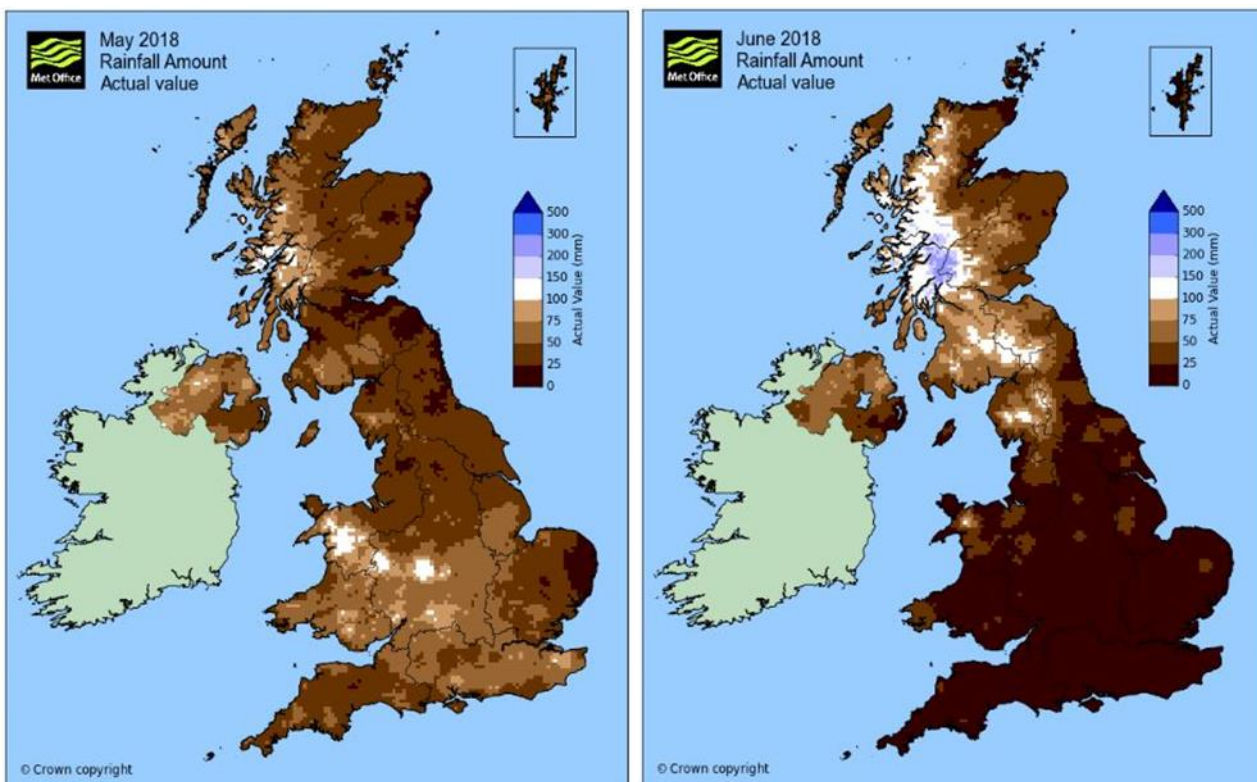 May 2018
Rainfall Amount
Actual value
Met Office
500
300
200
150
100
75
50
25
0
Actual Value (mm)
© Crown copyright
June 2018
Rainfall Amount
Actual value
Met Office
500
300
200
150
100
75
50
25
0
Actual Value (mm)
© Crown copyright